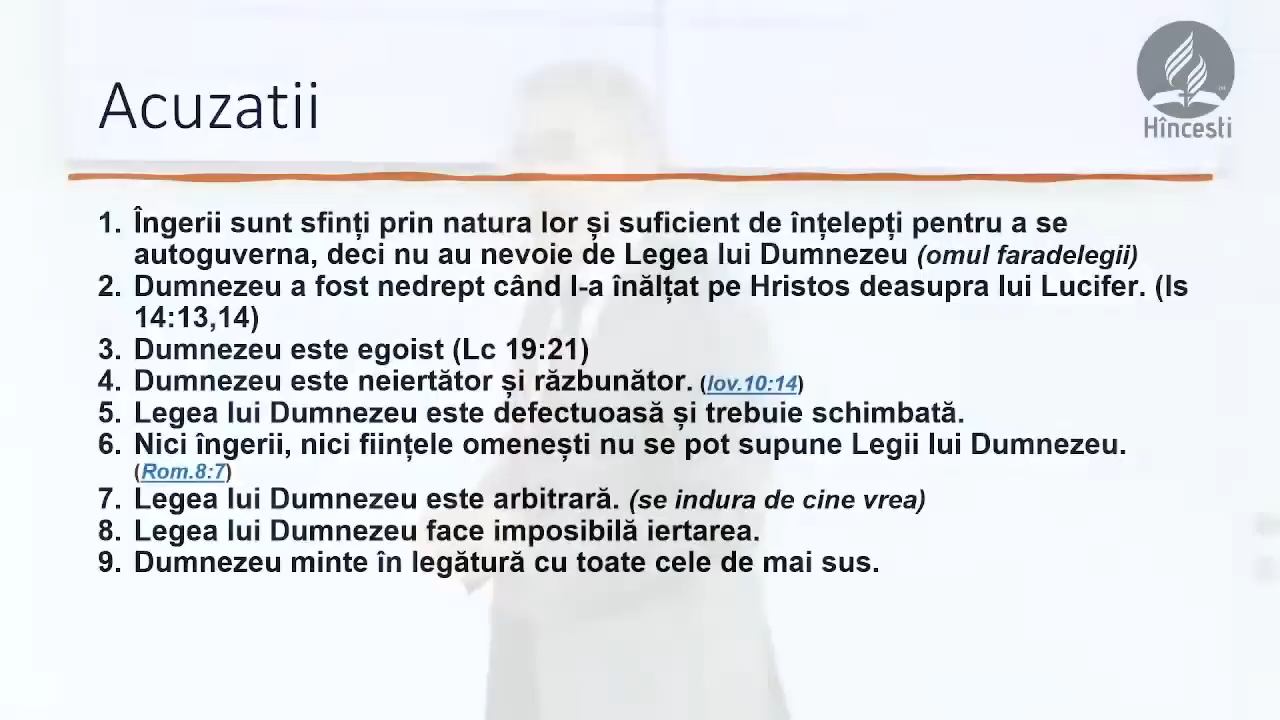 Acuzatii
Hîncesti
1. Îngerii sunt sfinți prin natura lor și suficient de înțelepți pentru a se
autoguverna, deci nu au nevoie de Legea lui Dumnezeu (omul faradelegii)
2. Dumnezeu a fost nedrept când l-a înălțat pe Hristos deasupra lui Lucifer. (Is
14:13,14)
3. Dumnezeu este egoist (Lc 19:21)
4. Dumnezeu este neiertător și răzbunător. (Iov.10:14)
5. Legea lui Dumnezeu este defectuoasă și trebuie schimbată.
6. Nici îngerii, nici ființele omenești nu se pot supune Legii lui Dumnezeu.
(Rom.8:7)
7. Legea lui Dumnezeu este arbitrară. (se indura de cine vrea)
8. Legea lui Dumnezeu face imposibilă iertarea.
9. Dumnezeu minte în legătură cu toate cele de mai sus.